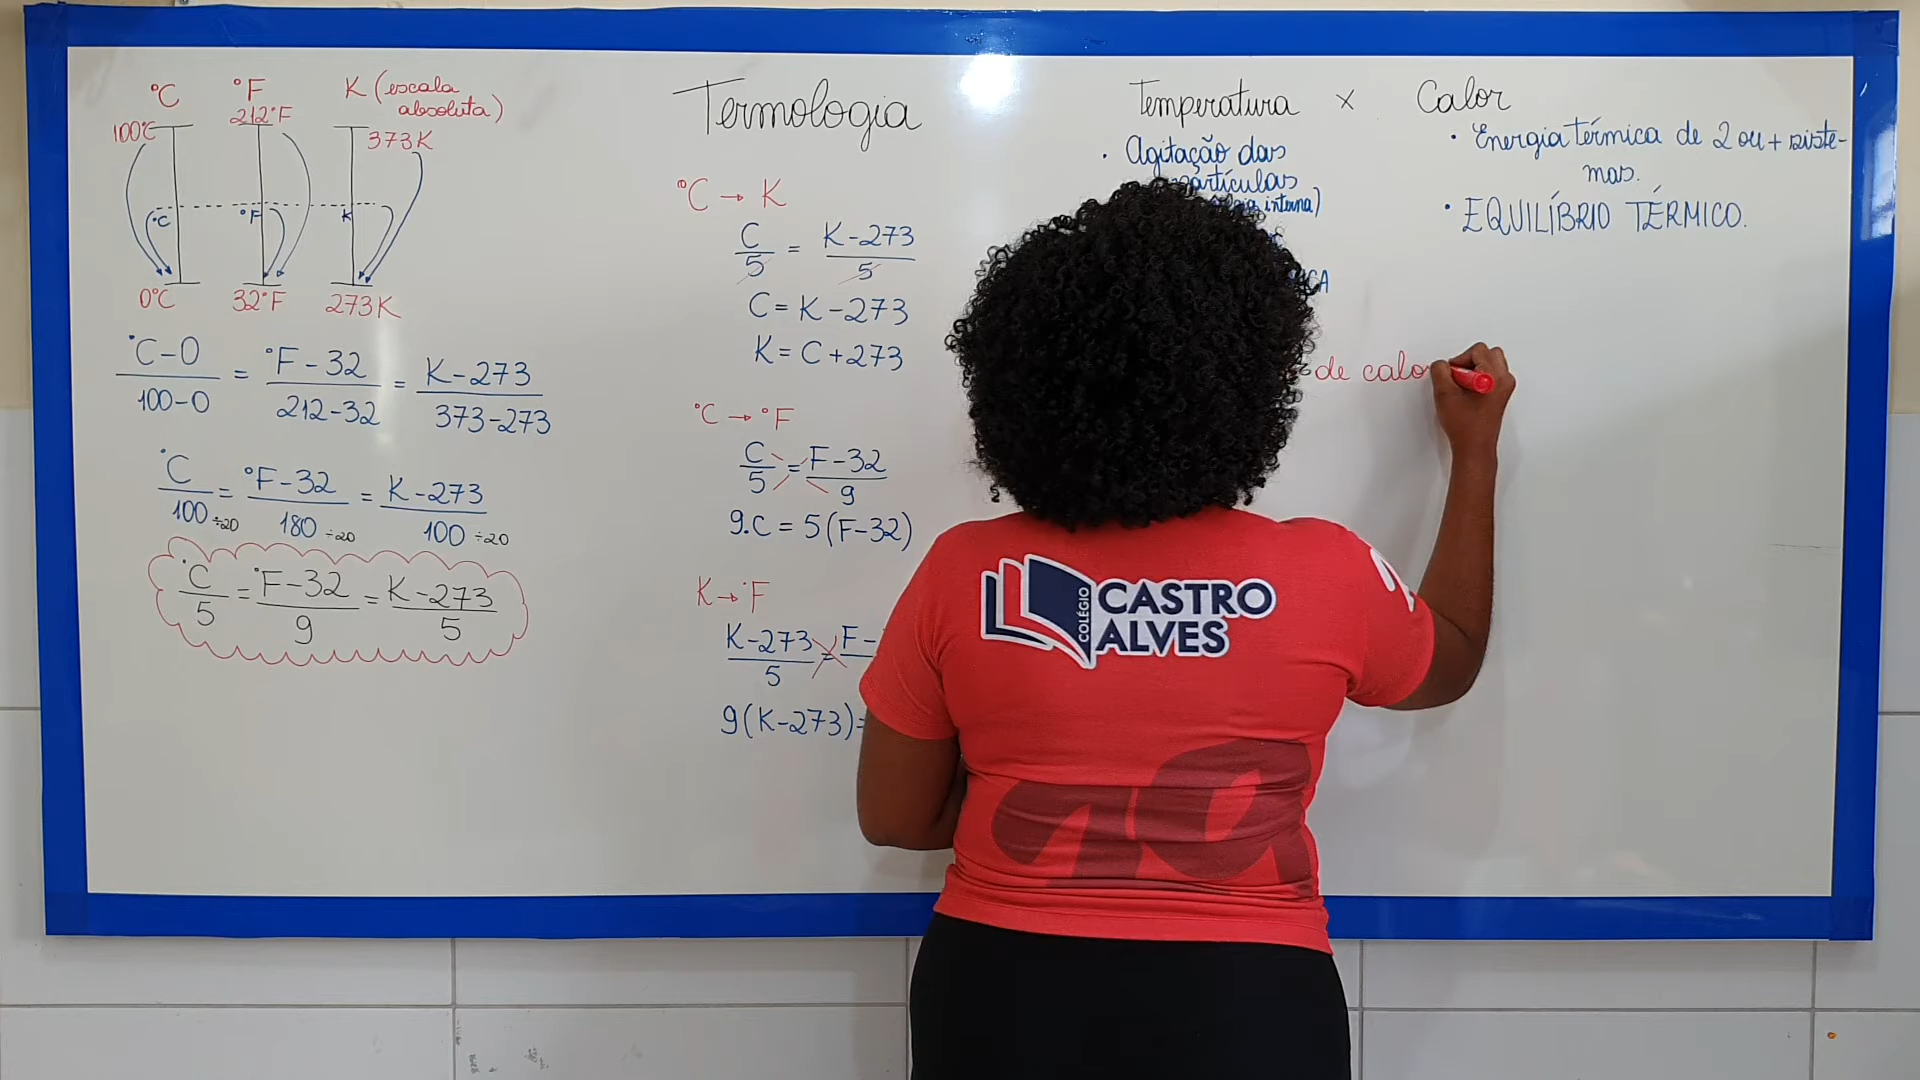 °C °F K (escala
absoluta)
100°C 212°F 373K
°C °F K
0°C 32°F 273K
°C-0 = °F-32 = K-273
100-0 212-32 373-273
°C = °F-32 = K-273
100 ÷20 180 ÷20 100 ÷20
°C = °F-32 = K-273
5 9 5
Termologia
°C → K
C = K-273
5 5
C = K-273
K = C+273
°C → °F
C = F-32
5 9
9.C = 5(F-32)
K → °F
K-273 = F-
5
9(K-273)=
Temperatura x Calor
• Agitação das
partículas
interna)
• Energia térmica de 2 ou + siste-
mas.
• EQUILÍBRIO TÉRMICO.
de calo
COLÉGIO
CASTRO
ALVES